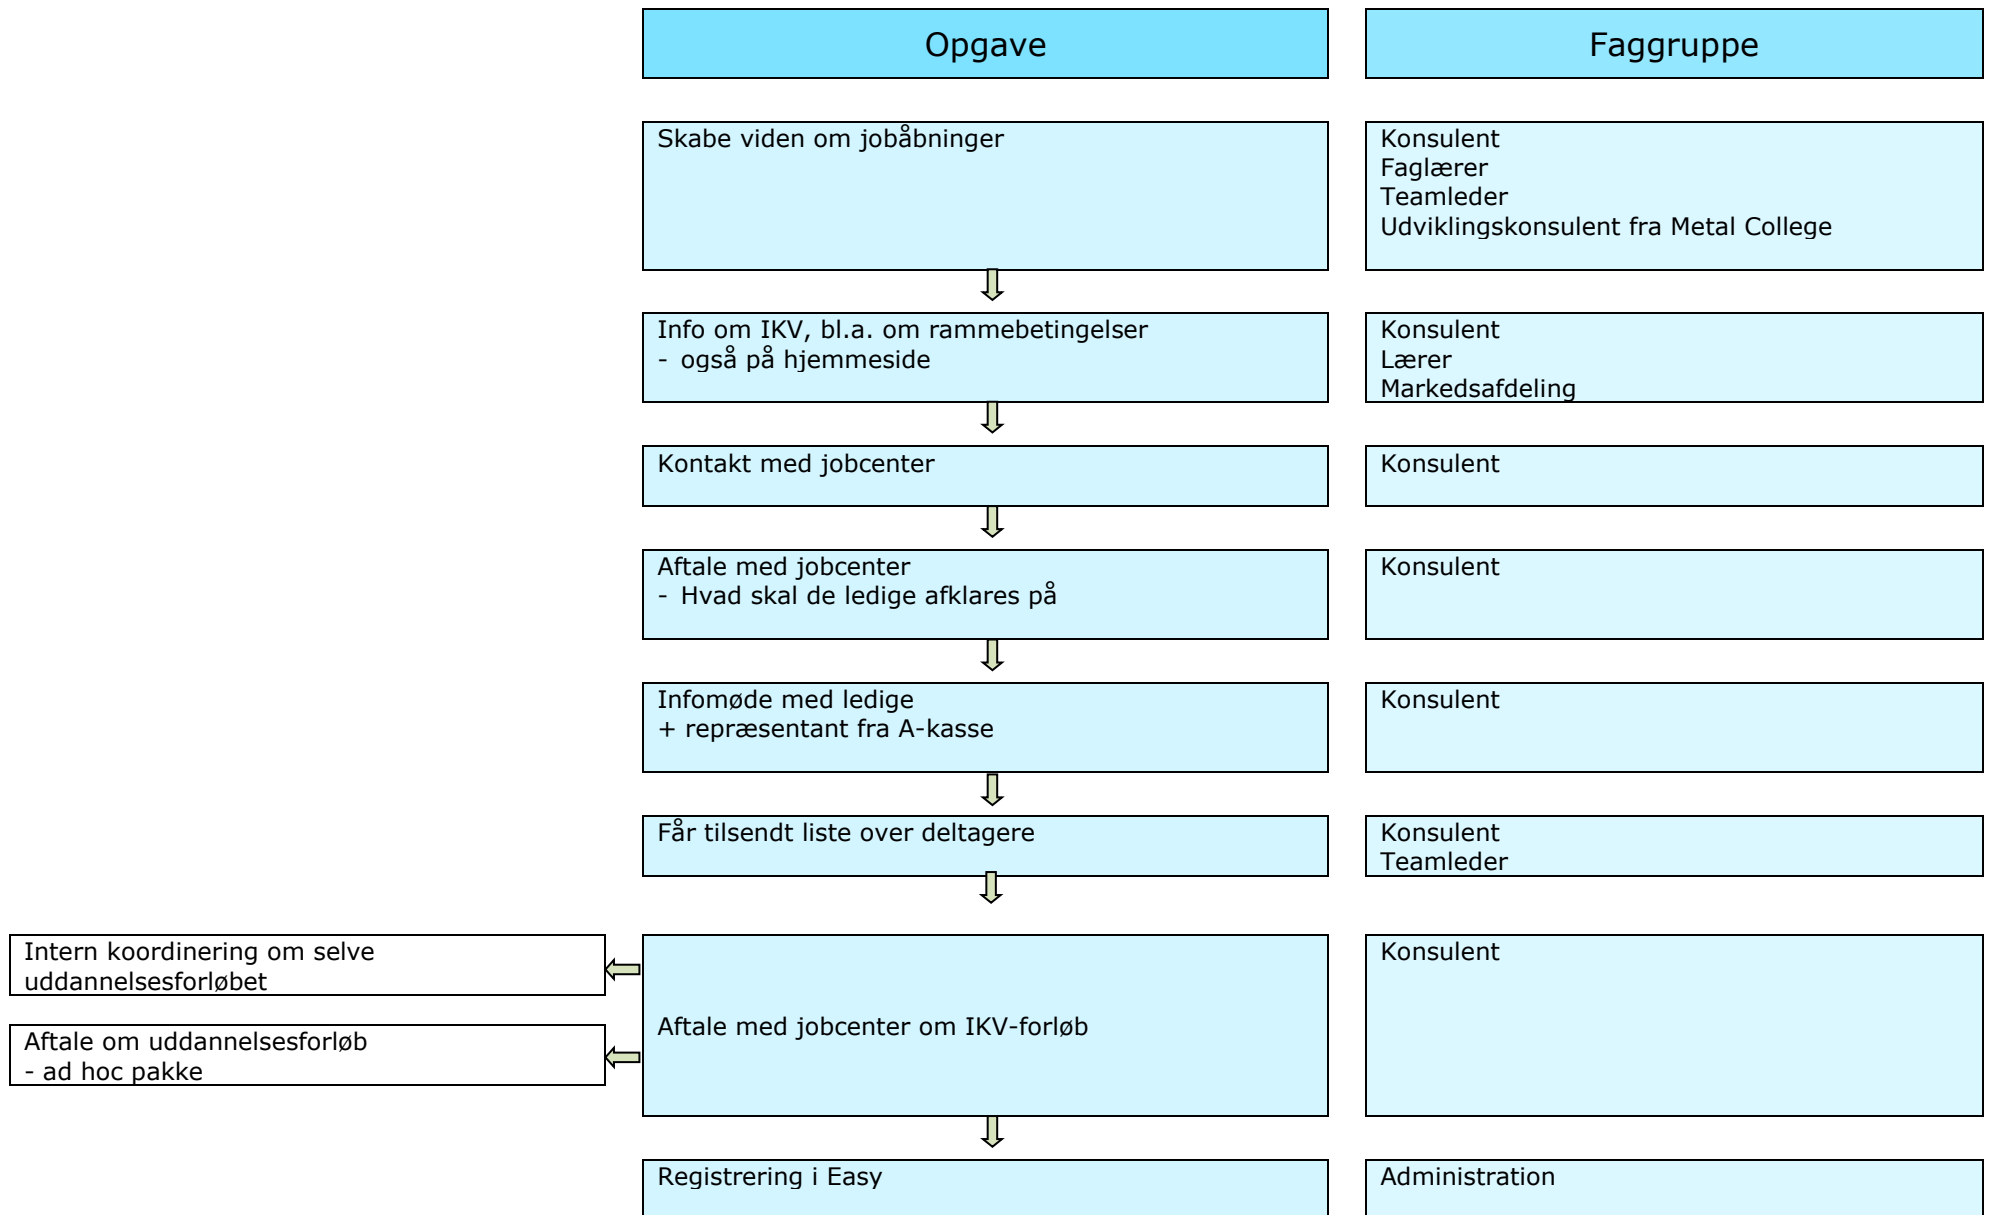 Opgave
Faggruppe
Skabe viden om jobåbninger
Konsulent
Faglærer
Teamleder
Udviklingskonsulent fra Metal College
Info om IKV, bl.a. om rammebetingelser
- også på hjemmeside
Konsulent
Lærer
Markedsafdeling
Kontakt med jobcenter
Konsulent
Aftale med jobcenter
- Hvad skal de ledige afklares på
Konsulent
Infomøde med ledige
+ repræsentant fra A-kasse
Konsulent
Får tilsendt liste over deltagere
Konsulent
Teamleder
Intern koordinering om selve
uddannelsesforløbet
Aftale om uddannelsesforløb
- ad hoc pakke
Aftale med jobcenter om IKV-forløb
Konsulent
Registrering i Easy
Administration